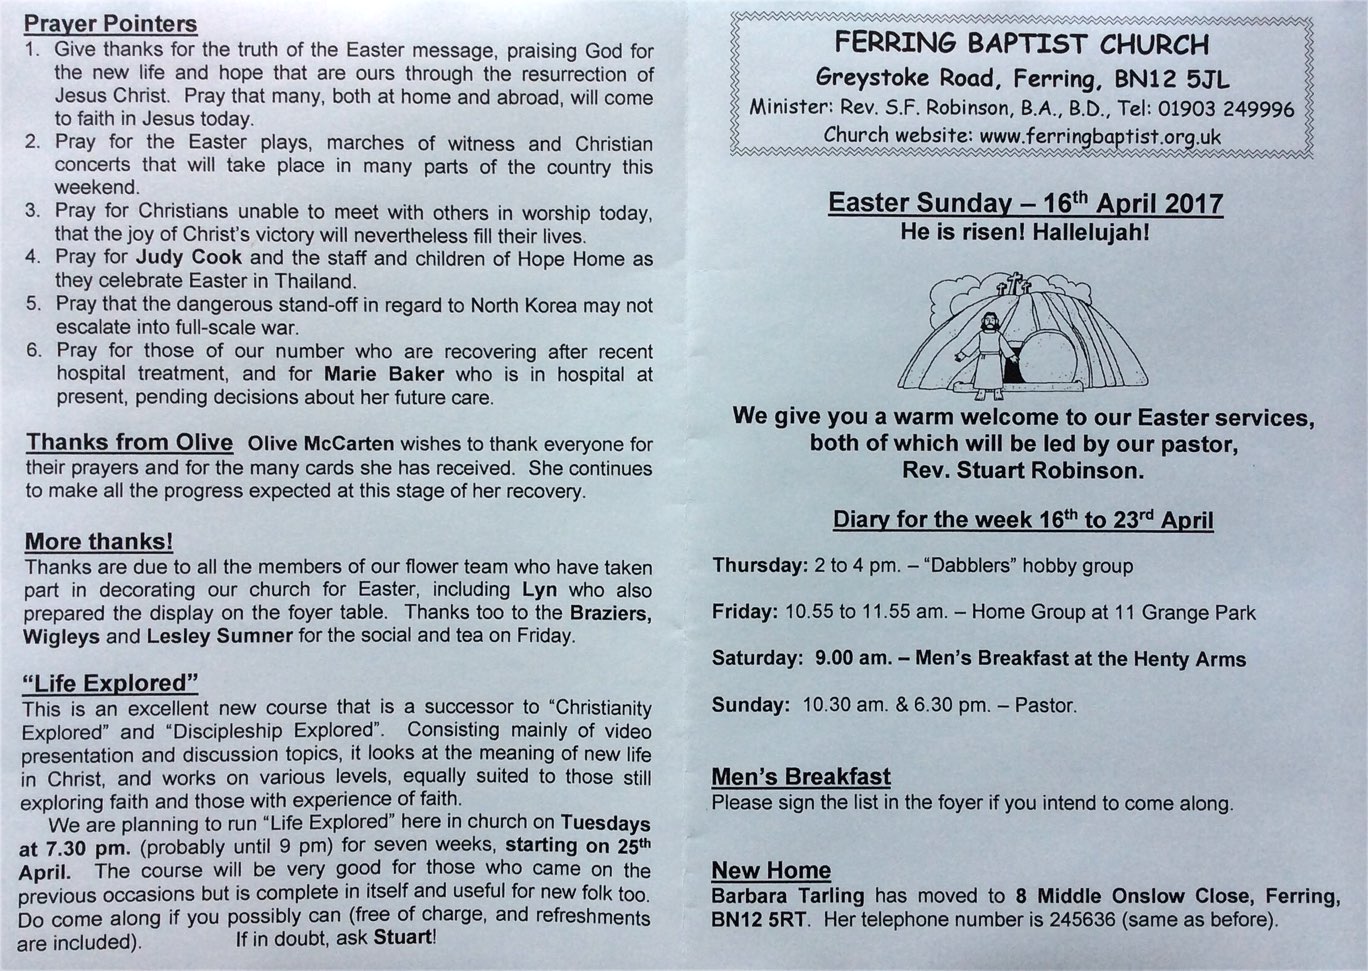 Prayer Pointers
1. Give thanks for the truth of the Easter message, praising God for
the new life and hope that are ours through the resurrection of
Jesus Christ. Pray that many, both at home and abroad, will come
to faith in Jesus today.
2. Pray for the Easter plays, marches of witness and Christian
concerts that will take place in many parts of the country this
weekend.
3. Pray for Christians unable to meet with others in worship today,
that the joy of Christ's victory will nevertheless fill their lives.
4. Pray for Judy Cook and the staff and children of Hope Home as
they celebrate Easter in Thailand.
5. Pray that the dangerous stand-off in regard to North Korea may not
escalate into full-scale war.
6. Pray for those of our number who are recovering after recent
hospital treatment, and for Marie Baker who is in hospital at
present, pending decisions about her future care.
Thanks from Olive Olive McCarten wishes to thank everyone for
their prayers and for the many cards she has received. She continues
to make all the progress expected at this stage of her recovery.
More thanks!
Thanks are due to all the members of our flower team who have taken
part in decorating our church for Easter, including Lyn who also
prepared the display on the foyer table. Thanks too to the Braziers,
Wigleys and Lesley Sumner for the social and tea on Friday.
“Life Explored”
This is an excellent new course that is a successor to “Christianity
Explored” and “Discipleship Explored”. Consisting mainly of video
presentation and discussion topics, it looks at the meaning of new life
in Christ, and works on various levels, equally suited to those still
exploring faith and those with experience of faith.
We are planning to run “Life Explored” here in church on Tuesdays
at 7.30 pm. (probably until 9 pm) for seven weeks, starting on 25th
April. The course will be very good for those who came on the
previous occasions but is complete in itself and useful for new folk too.
Do come along if you possibly can (free of charge, and refreshments
are included). If in doubt, ask Stuart!
FERRING BAPTIST CHURCH
Greystoke Road, Ferring, BN12 5JL
Minister: Rev. S.F. Robinson, B.A., B.D., Tel: 01903 249996
Church website: www.ferringbaptist.org.uk
Easter Sunday – 16th April 2017
He is risen! Hallelujah!
We give you a warm welcome to our Easter services,
both of which will be led by our pastor,
Rev. Stuart Robinson.
Diary for the week 16th to 23rd April
Thursday: 2 to 4 pm. – “Dabblers” hobby group
Friday: 10.55 to 11.55 am. – Home Group at 11 Grange Park
Saturday: 9.00 am. – Men's Breakfast at the Henty Arms
Sunday: 10.30 am. & 6.30 pm. – Pastor.
Men's Breakfast
Please sign the list in the foyer if you intend to come along.
New Home
Barbara Tarling has moved to 8 Middle Onslow Close, Ferring,
BN12 5RT. Her telephone number is 245636 (same as before).